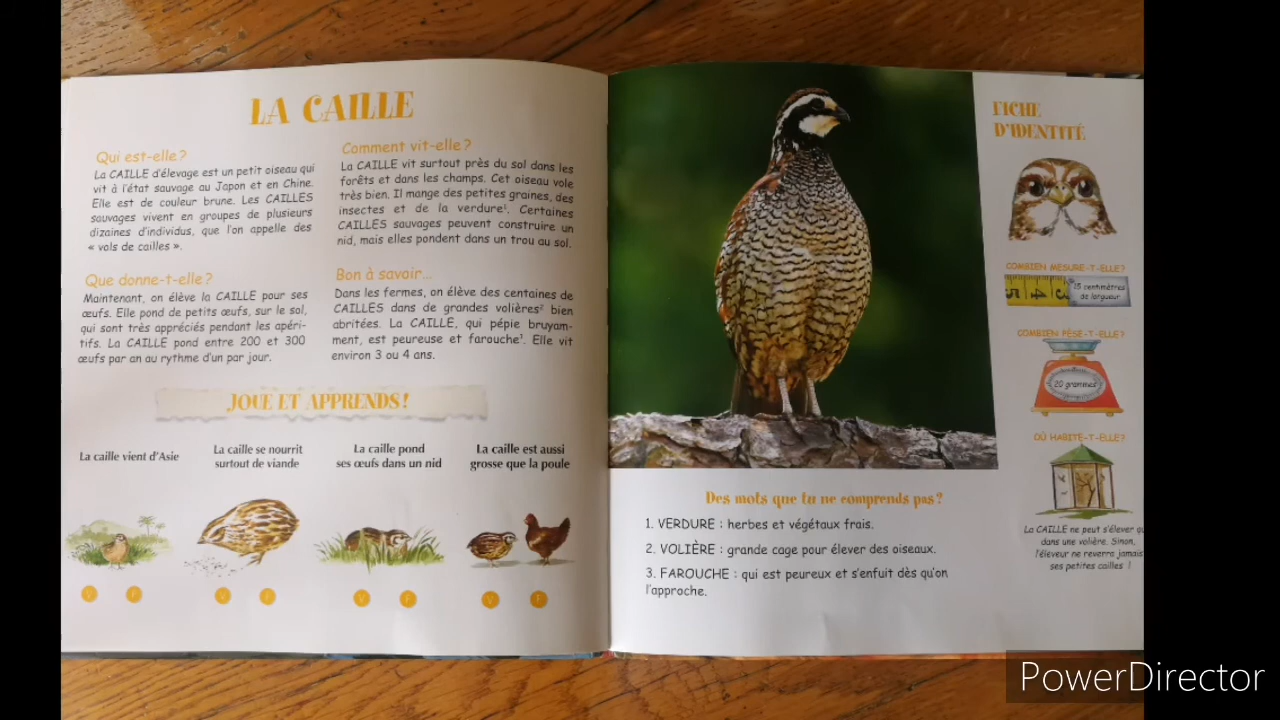 LA CAILLE
Qui est-elle ?
La CAILLE d'élevage est un petit oiseau qui
vit à l'état sauvage au Japon et en Chine.
Elle est de couleur brune. Les CAILLES
sauvages vivent en groupes de plusieurs
dizaines d'individus, que l'on appelle des
« vols de cailles ».
Comment vit-elle ?
La CAILLE vit surtout près du sol dans les
forêts et dans les champs. Cet oiseau vole
très bien. Il mange des petites graines, des
insectes et de la verdure¹. Certaines
CAILLES sauvages peuvent construire un
nid, mais elles pondent dans un trou au sol.
Que donne-t-elle ?
Maintenant, on élève la CAILLE pour ses
œufs. Elle pond de petits œufs, sur le sol,
qui sont très appréciés pendant les apéri-
tifs. La CAILLE pond entre 200 et 300
œufs par an au rythme d'un par jour.
Bon à savoir...
Dans les fermes, on élève des centaines de
CAILLES dans de grandes volières² bien
abritées. La CAILLE, qui pépie bruyam-
ment, est peureuse et farouche³. Elle vit
environ 3 ou 4 ans.
JOUE ET APPRENDS !
La caille vient d'Asie
V F
La caille se nourrit
surtout de viande
V F
La caille pond
ses œufs dans un nid
V F
La caille est aussi
grosse que la poule
V F
Des mots que tu ne comprends pas ?
1. VERDURE : herbes et végétaux frais.
2. VOLIÈRE : grande cage pour élever des oiseaux.
3. FAROUCHE : qui est peureux et s'enfuit dès qu'on
l'approche.
FICHE
D'IDENTITÉ
COMBIEN MESURE-T-ELLE ?
5 4 3
15 centimètres
de longueur
COMBIEN PÈSE-T-ELLE ?
20 grammes
OÙ HABITE-T-ELLE ?
La CAILLE ne peut s'élever qu
dans une volière. Sinon,
l'éleveur ne reverra jamais
ses petites cailles !
PowerDirector